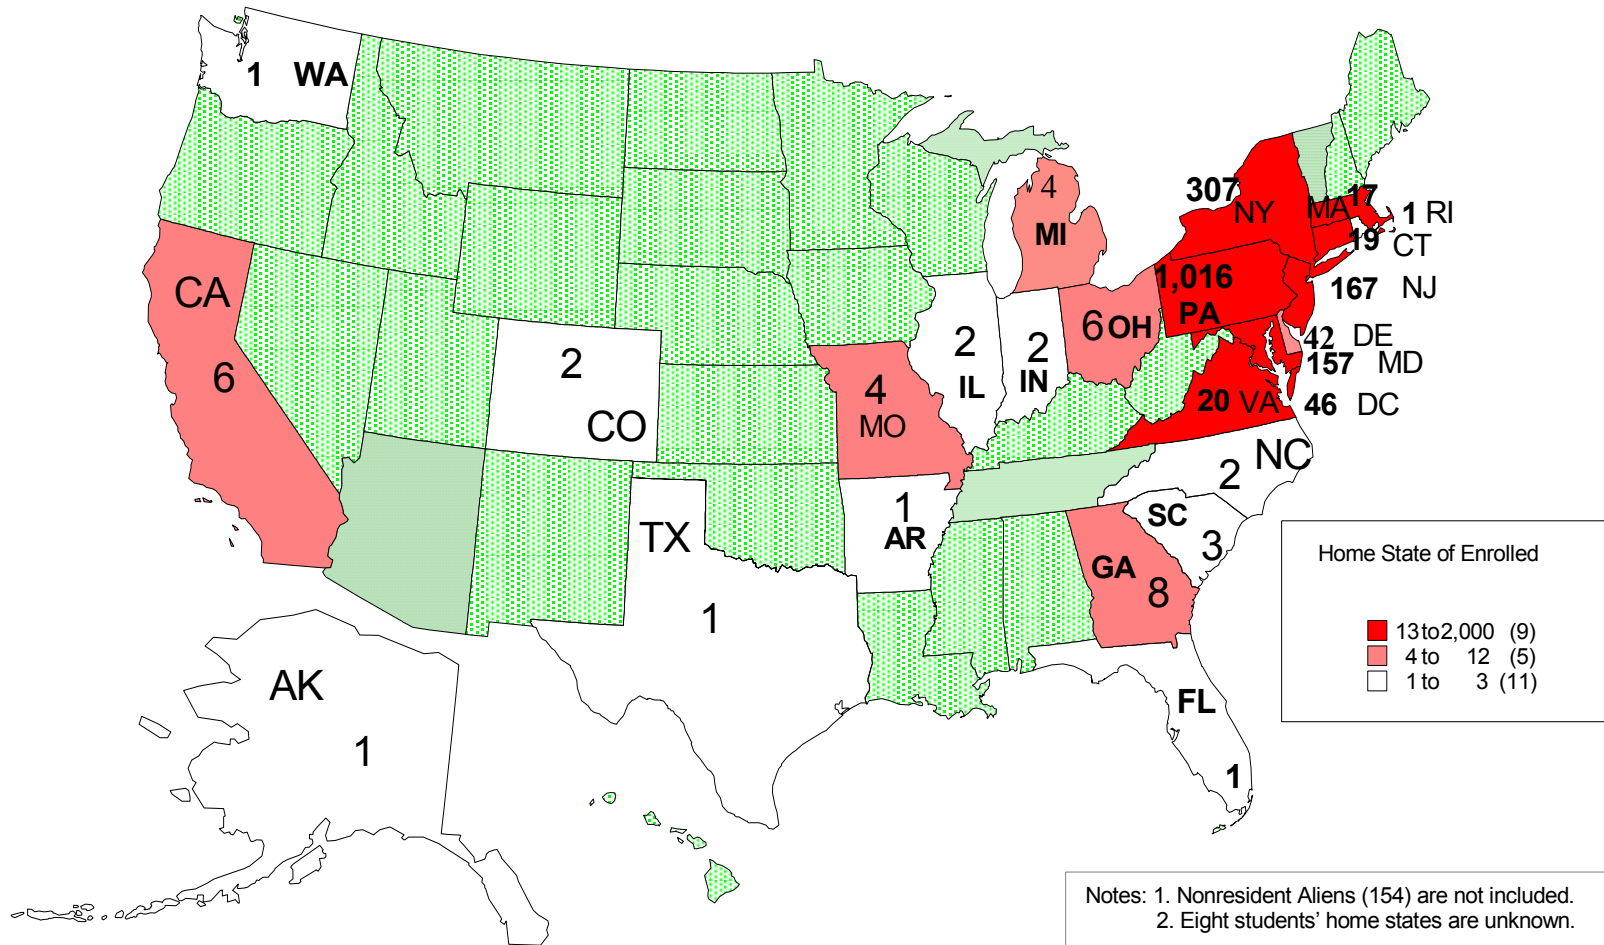 1 WA
307
NY
MA
17
1 RI
19
CT
4
MI
CA
6
1,016
PA
167 NJ
6 OH
42 DE
2
IL
2
IN
157 MD
2
CO
4
MO
20 VA
46 DC
NC
2
1
AR
SC
3
TX
1
GA
8
Home State of Enrolled
13 to 2,000 (9)
4 to 12 (5)
1 to 3 (11)
AK
1
FL
1
Notes: 1. Nonresident Aliens (154) are not included.
2. Eight students’ home states are unknown.